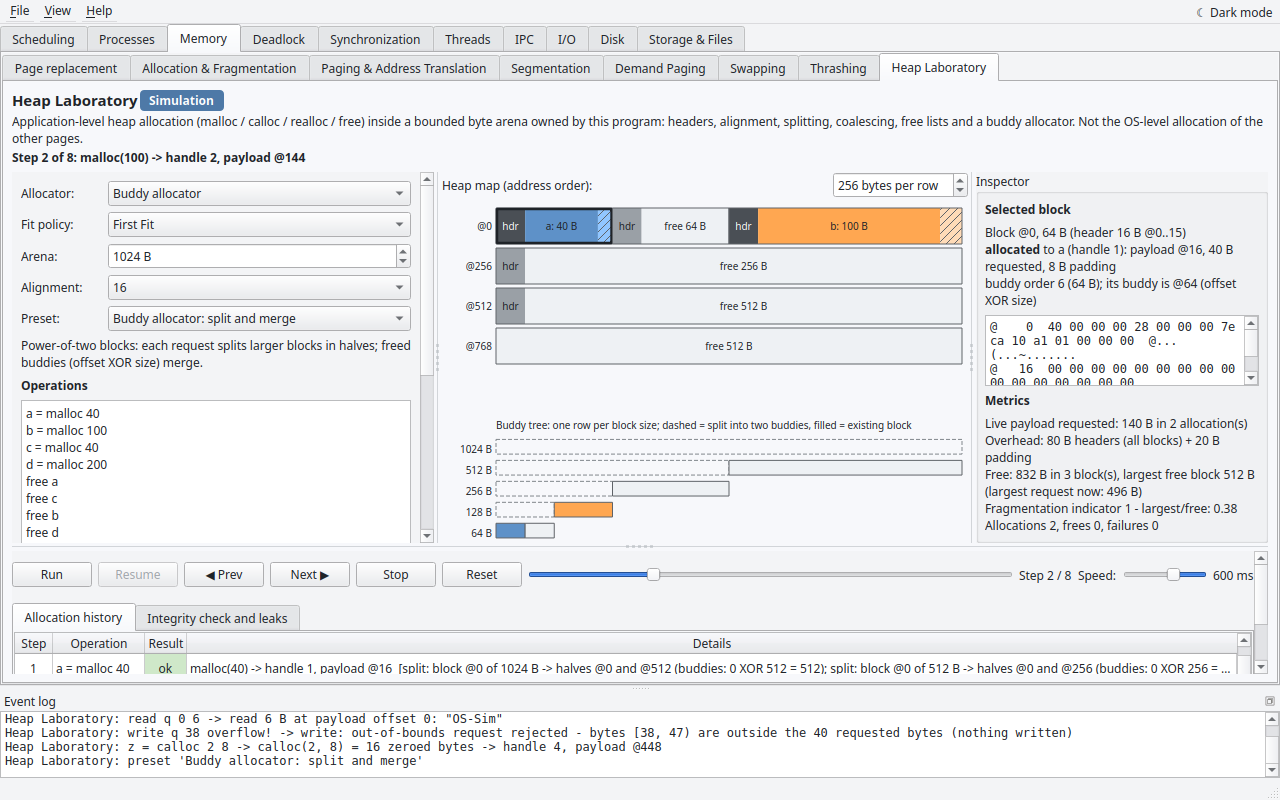 File View Help
☾ Dark mode
Scheduling Processes Memory Deadlock Synchronization Threads IPC I/O Disk Storage & Files
Page replacement Allocation & Fragmentation Paging & Address Translation Segmentation Demand Paging Swapping Thrashing Heap Laboratory
Heap Laboratory Simulation
Application-level heap allocation (malloc / calloc / realloc / free) inside a bounded byte arena owned by this program: headers, alignment, splitting, coalescing, free lists and a buddy allocator. Not the OS-level allocation of the
other pages.
Step 2 of 8: malloc(100) -> handle 2, payload @144
Allocator: Buddy allocator
Fit policy: First Fit
Arena: 1024 B
Alignment: 16
Preset: Buddy allocator: split and merge
Power-of-two blocks: each request splits larger blocks in halves; freed
buddies (offset XOR size) merge.
Operations
a = malloc 40
b = malloc 100
c = malloc 40
d = malloc 200
free a
free c
free b
free d
Heap map (address order): 256 bytes per row
@0 hdr a: 40 B hdr free 64 B hdr b: 100 B
@256 hdr free 256 B
@512 hdr free 512 B
@768 free 512 B
Buddy tree: one row per block size; dashed = split into two buddies, filled = existing block
1024 B
512 B
256 B
128 B
64 B
Inspector
Selected block
Block @0, 64 B (header 16 B @0..15)
allocated to a (handle 1): payload @16, 40 B
requested, 8 B padding
buddy order 6 (64 B); its buddy is @64 (offset
XOR size)
@    0  40 00 00 00 28 00 00 00 7e
ca 10 a1 01 00 00 00  @...
(...~.......
@   16  00 00 00 00 00 00 00 00 00
00 00 00 00 00 00 00
Metrics
Live payload requested: 140 B in 2 allocation(s)
Overhead: 80 B headers (all blocks) + 20 B
padding
Free: 832 B in 3 block(s), largest free block 512 B
(largest request now: 496 B)
Fragmentation indicator 1 - largest/free: 0.38
Allocations 2, frees 0, failures 0
Run Resume ◀ Prev Next ▶ Stop Reset Step 2 / 8 Speed: 600 ms
Allocation history Integrity check and leaks
Step Operation Result Details
1 a = malloc 40 ok malloc(40) -> handle 1, payload @16 [split: block @0 of 1024 B -> halves @0 and @512 (buddies: 0 XOR 512 = 512); split: block @0 of 512 B -> halves @0 and @256 (buddies: 0 XOR 256 = ...
Event log
Heap Laboratory: read q 0 6 -> read 6 B at payload offset 0: "OS-Sim"
Heap Laboratory: write q 38 overflow! -> write: out-of-bounds request rejected - bytes [38, 47) are outside the 40 requested bytes (nothing written)
Heap Laboratory: z = calloc 2 8 -> calloc(2, 8) = 16 zeroed bytes -> handle 4, payload @448
Heap Laboratory: preset 'Buddy allocator: split and merge'